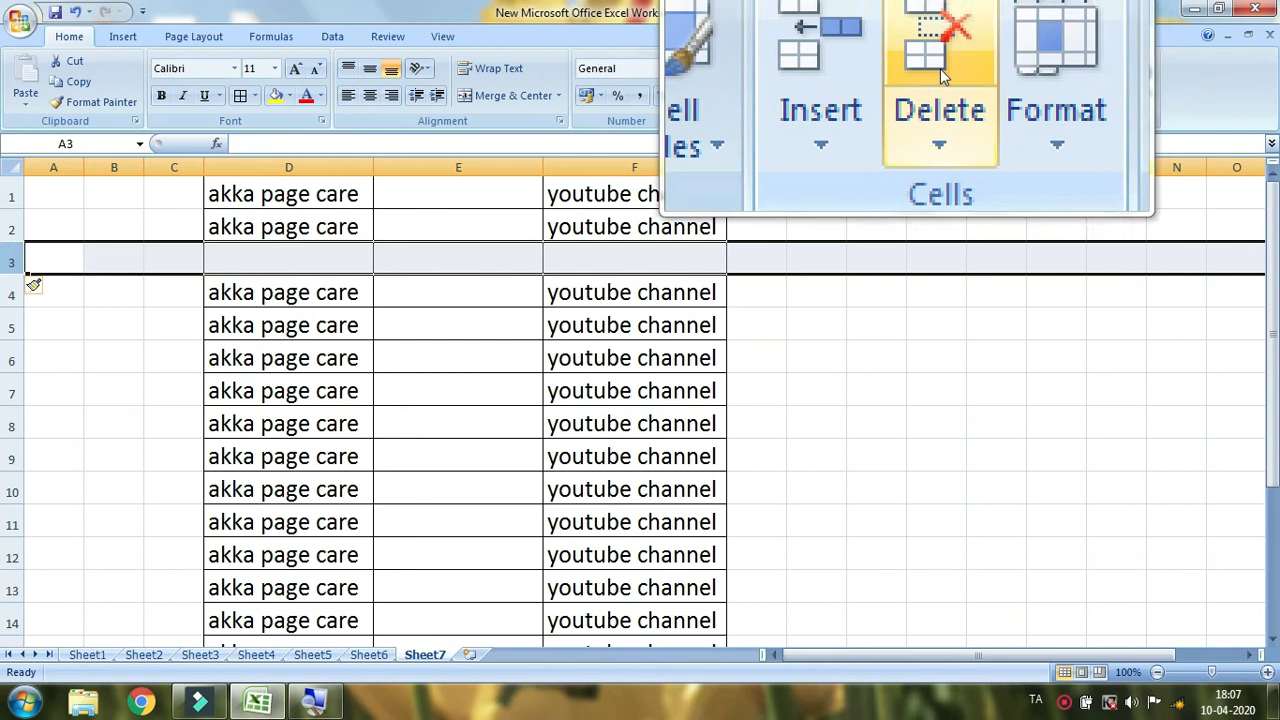 New Microsoft Office Excel Work
Home Insert Page Layout Formulas Data Review View
Paste
Cut
Copy
Format Painter
Clipboard
Calibri 11
B I U
Font
Wrap Text
Merge & Center
Alignment
General
% ,
Number
ell
les
Insert Delete Format
Cells
A3 fx
A B C D E F N O
1 akka page care youtube ch
2 akka page care youtube channel
3
4 akka page care youtube channel
5 akka page care youtube channel
6 akka page care youtube channel
7 akka page care youtube channel
8 akka page care youtube channel
9 akka page care youtube channel
10 akka page care youtube channel
11 akka page care youtube channel
12 akka page care youtube channel
13 akka page care youtube channel
14 akka page care youtube channel
Sheet1 Sheet2 Sheet3 Sheet4 Sheet5 Sheet6 Sheet7
Ready 100%
TA 18:07
10-04-2020